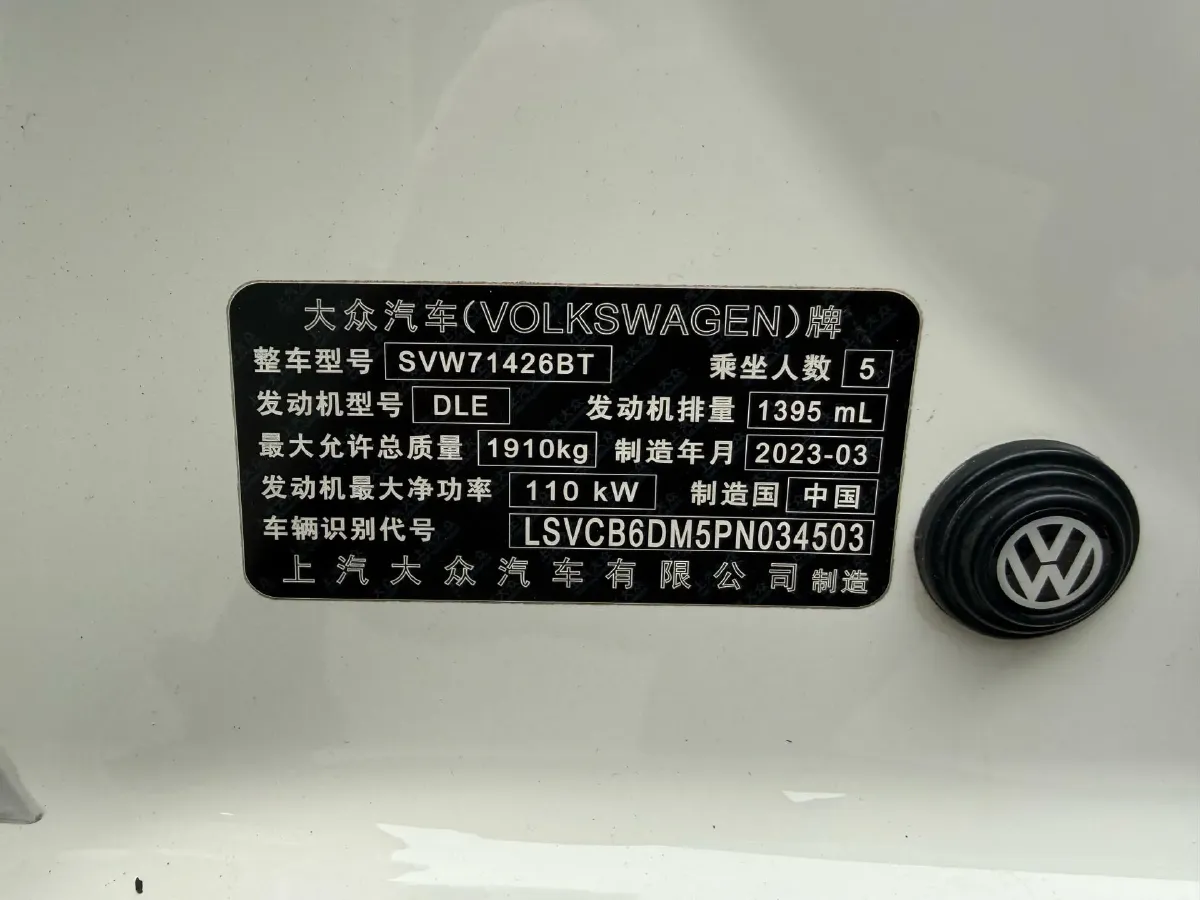 大众汽车(VOLKSWAGEN)牌
整车型号 SVW71426BT 乘坐人数 5
发动机型号 DLE 发动机排量 1395 mL
最大允许总质量 1910kg 制造年月 2023-03
发动机最大净功率 110 kW 制造国 中国
车辆识别代号 LSVCB6DM5PN034503
上汽大众汽车有限公司 制造